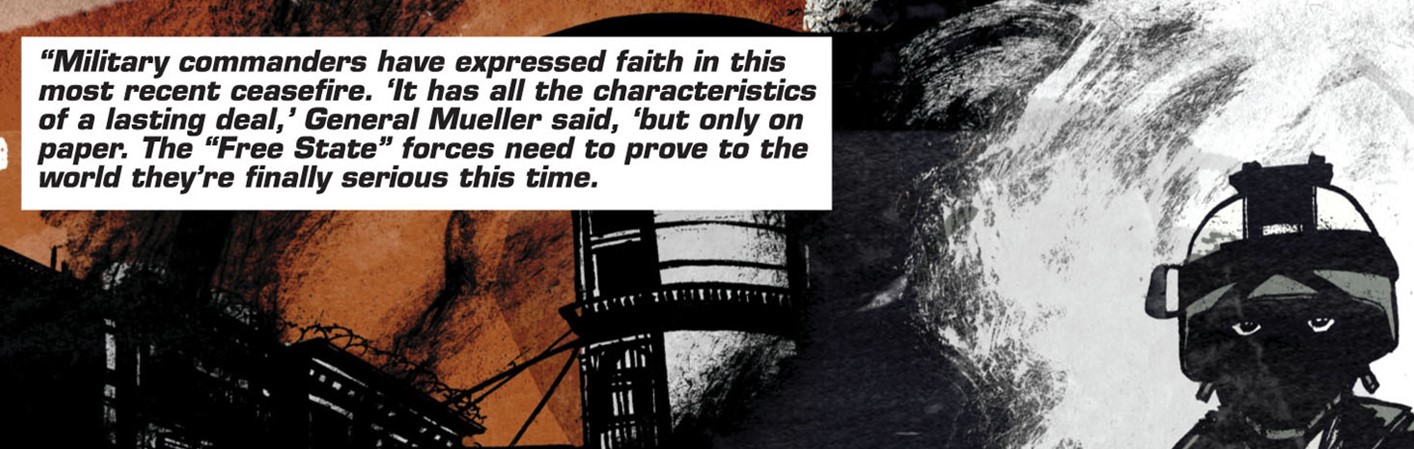 “Military commanders have expressed faith in this
most recent ceasefire. ‘It has all the characteristics
of a lasting deal,’ General Mueller said, ‘but only on
paper. The “Free State” forces need to prove to the
world they’re finally serious this time.